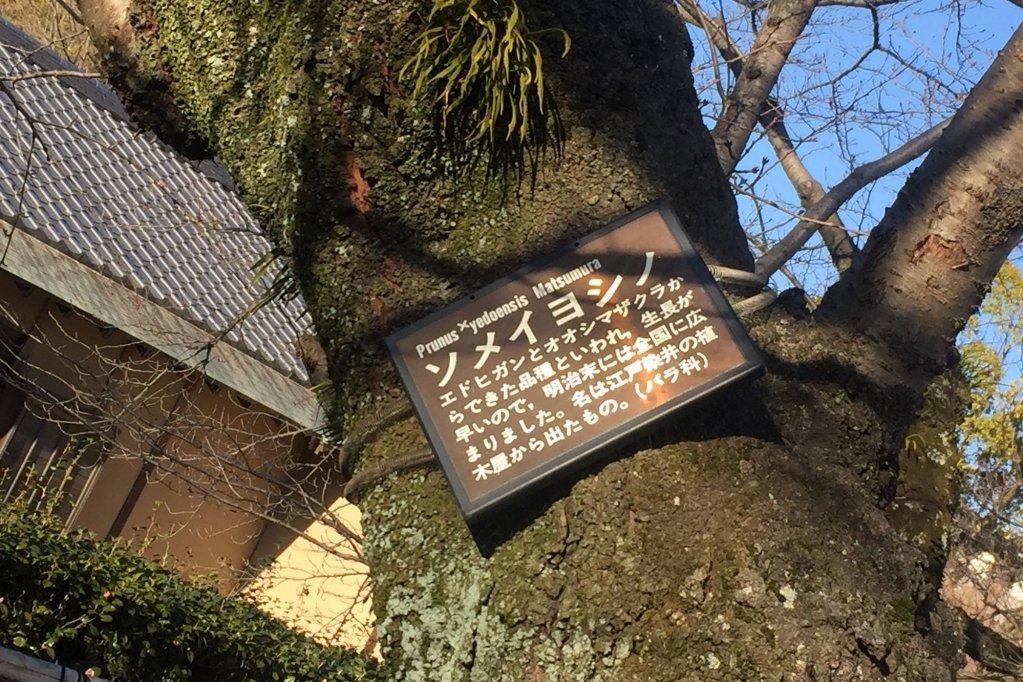 Prunus×yedoensis Matsumura
ソメイヨシノ
エドヒガンとオオシマザクラか
らできた品種といわれ，生長が
早いので，明治末には全国に広
まりました。名は江戸染井の植
木屋から出たもの。(バラ科)